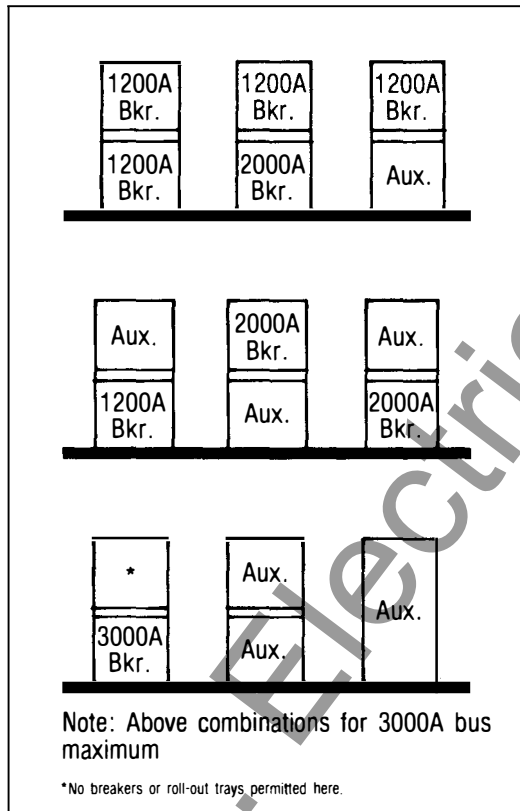 1200A Bkr.
1200A Bkr.
1200A Bkr.
1200A Bkr.
2000A Bkr.
Aux.
Aux.
2000A Bkr.
Aux.
1200A Bkr.
Aux.
2000A Bkr.
*
Aux.
Aux.
3000A Bkr.
Aux.
Note: Above combinations for 3000A bus
maximum
*No breakers or roll-out trays permitted here.
Electric